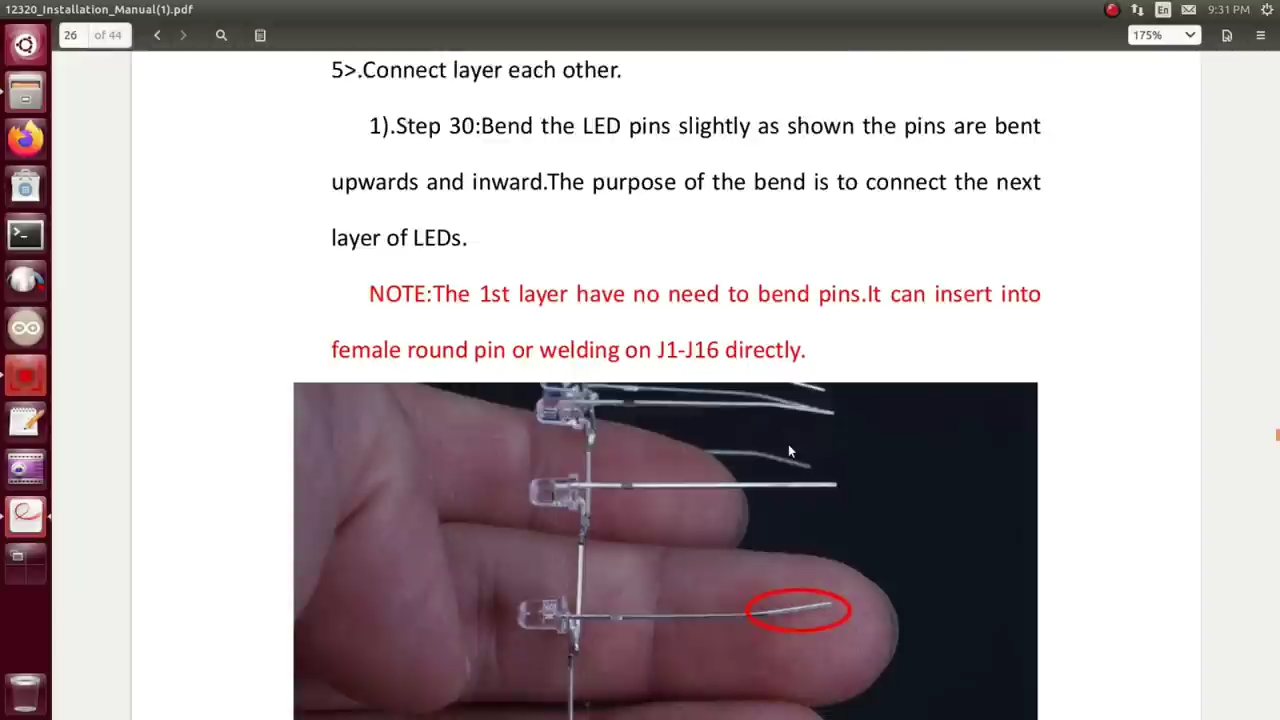 12320_Installation_Manual(1).pdf
En
9:31 PM
26 of 44
175%
5>.Connect layer each other.
1).Step 30:Bend the LED pins slightly as shown the pins are bent
upwards and inward.The purpose of the bend is to connect the next
layer of LEDs.
NOTE:The 1st layer have no need to bend pins.It can insert into
female round pin or welding on J1-J16 directly.